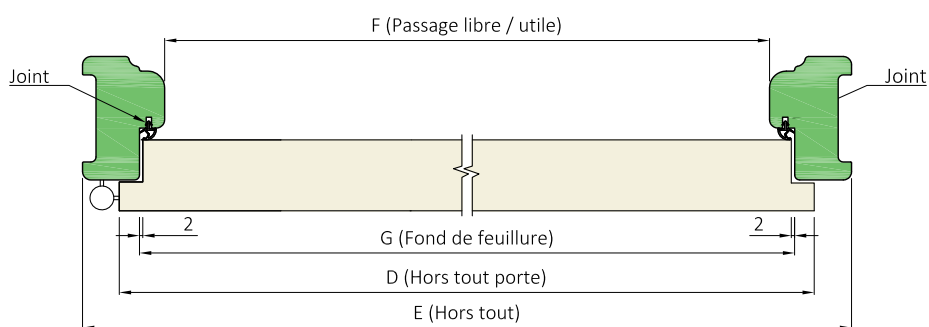 F (Passage libre / utile)
Joint
Joint
2
2
G (Fond de feuillure)
D (Hors tout porte)
E (Hors tout)